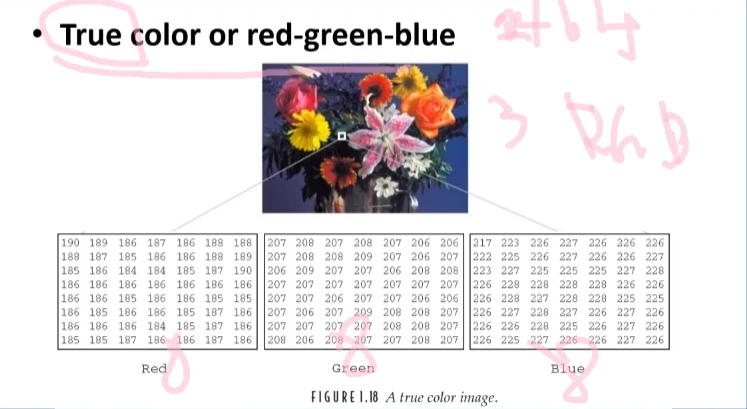 • True color or red-green-blue
3 RGB
190 189 186 187 186 188 188 207 208 207 208 207 206 206 217 223 226 227 226 226 226
188 187 185 186 186 188 189 207 208 208 209 207 206 207 222 225 226 227 226 226 227
185 186 184 184 185 187 190 206 209 207 207 206 208 208 223 227 225 225 225 227 228
186 186 186 186 186 186 186 207 207 207 207 207 207 207 226 228 228 228 228 226 226
186 186 185 186 186 185 185 207 207 206 207 207 206 206 226 228 227 228 228 225 225
186 185 186 186 185 187 186 207 206 207 209 208 208 207 226 227 228 227 226 227 226
186 186 186 184 185 187 186 207 207 207 207 208 208 207 226 226 228 225 226 227 226
185 185 187 186 186 187 186 208 206 208 207 207 208 207 226 225 227 226 226 227 226
Red Green Blue
8 8 8
FIGURE 1.18 A true color image.